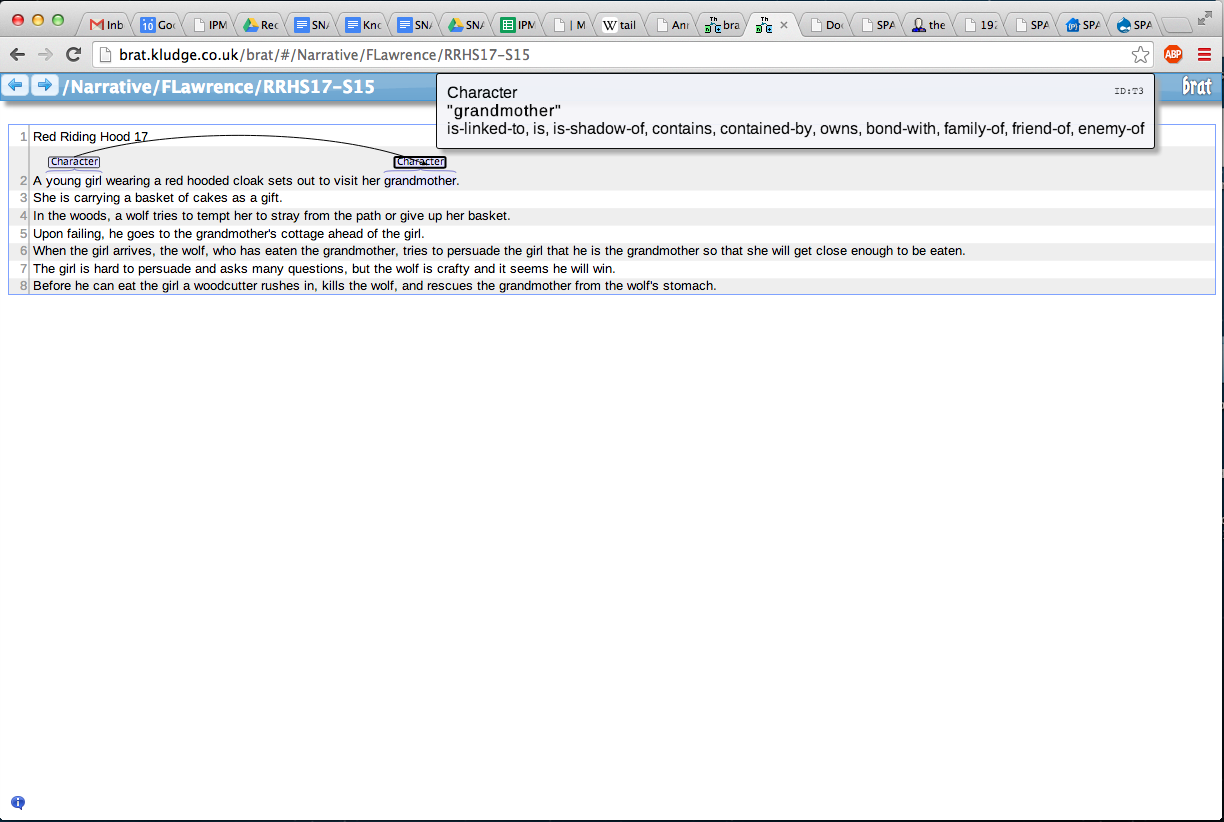 Inb Goo IPM Rec SNA Knc SNA SNA IPM | M tail Ani bra Do SPA the 197 SPA SPA SPA
brat.kludge.co.uk/brat/#/Narrative/FLawrence/RRHS17-S15 ABP
/Narrative/FLawrence/RRHS17-S15 brat
Character ID:T3
"grandmother"
is-linked-to, is, is-shadow-of, contains, contained-by, owns, bond-with, family-of, friend-of, enemy-of
1 Red Riding Hood 17
Character Character
2 A young girl wearing a red hooded cloak sets out to visit her grandmother.
3 She is carrying a basket of cakes as a gift.
4 In the woods, a wolf tries to tempt her to stray from the path or give up her basket.
5 Upon failing, he goes to the grandmother's cottage ahead of the girl.
6 When the girl arrives, the wolf, who has eaten the grandmother, tries to persuade the girl that he is the grandmother so that she will get close enough to be eaten.
7 The girl is hard to persuade and asks many questions, but the wolf is crafty and it seems he will win.
8 Before he can eat the girl a woodcutter rushes in, kills the wolf, and rescues the grandmother from the wolf's stomach.